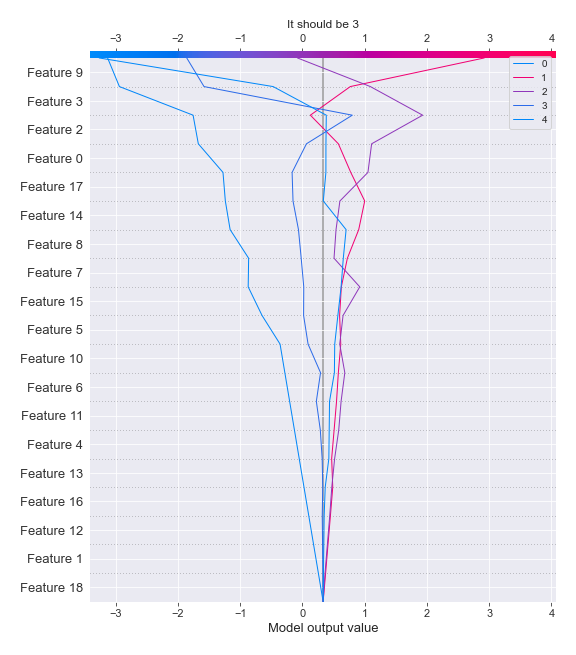 It should be 3
−3 −2 −1 0 1 2 3 4
0
1
2
3
4
Feature 9
Feature 3
Feature 2
Feature 0
Feature 17
Feature 14
Feature 8
Feature 7
Feature 15
Feature 5
Feature 10
Feature 6
Feature 11
Feature 4
Feature 13
Feature 16
Feature 12
Feature 1
Feature 18
−3 −2 −1 0 1 2 3 4
Model output value